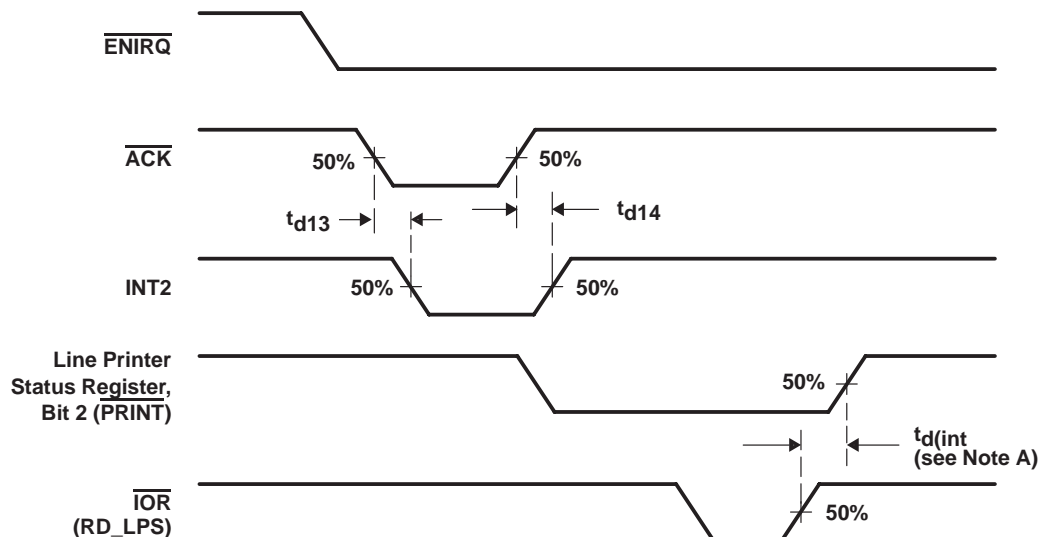 ENIRQ
ACK
50%
50%
td13
td14
INT2
50%
50%
Line Printer
Status Register,
Bit 2 (PRINT)
50%
td(int
(see Note A)
IOR
(RD_LPS)
50%